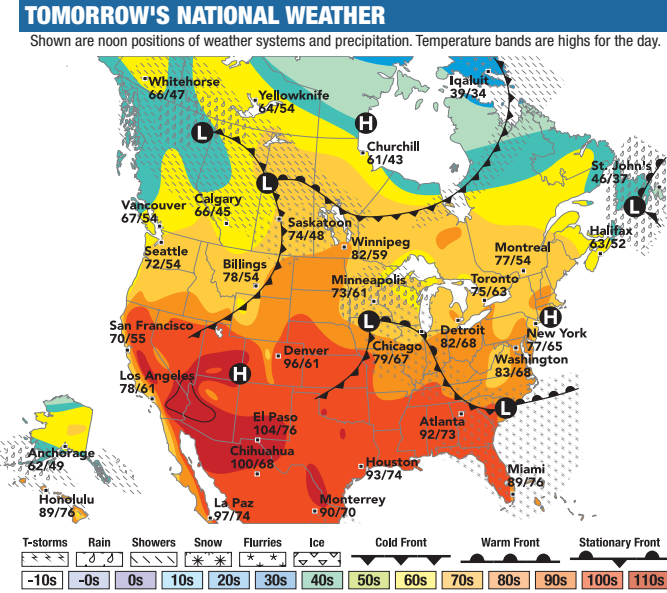 TOMORROW'S NATIONAL WEATHER
Shown are noon positions of weather systems and precipitation. Temperature bands are highs for the day.
Whitehorse
66/47
Yellowknife
64/54
Iqaluit
39/34
L
H
Churchill
61/43
St. John's
46/37
L
Vancouver
67/54
Calgary
66/45
Saskatoon
74/48
L
Halifax
63/52
Seattle
72/54
Billings
78/54
Winnipeg
82/59
Montreal
77/54
Minneapolis
73/61
Toronto
75/63
San Francisco
70/55
L
Detroit
82/68
H
New York
77/65
Denver
96/61
Chicago
79/67
Washington
83/68
Los Angeles
78/61
H
El Paso
104/76
Atlanta
92/73
L
Anchorage
62/49
Chihuahua
100/68
Houston
93/74
Miami
89/76
Honolulu
89/76
La Paz
97/74
Monterrey
90/70
T-storms Rain Showers Snow Flurries Ice Cold Front Warm Front Stationary Front
-10s -0s 0s 10s 20s 30s 40s 50s 60s 70s 80s 90s 100s 110s